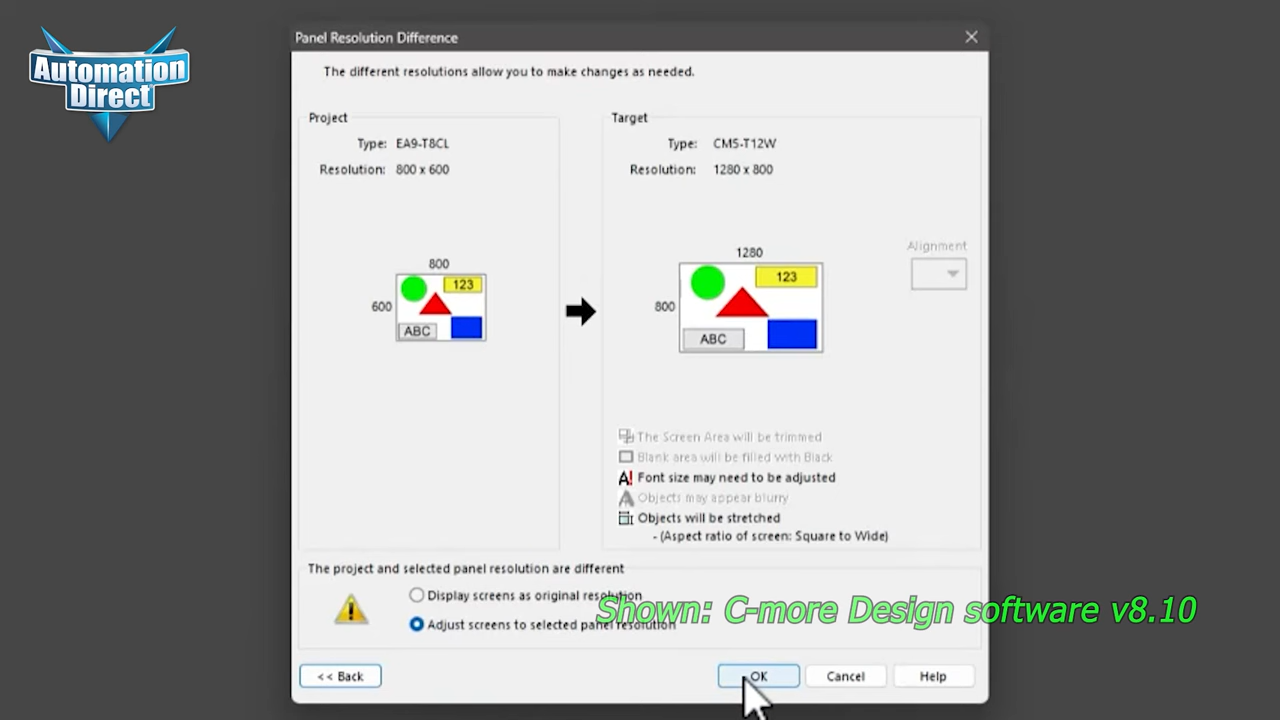 Automation
Direct
Panel Resolution Difference
The different resolutions allow you to make changes as needed.
Project
Type: EA9-T8CL
Resolution: 800 x 600
800
600
123
ABC
Target
Type: CM5-T12W
Resolution: 1280 x 800
1280
800
123
ABC
Alignment
The Screen Area will be trimmed
Blank area will be filled with Black
A! Font size may need to be adjusted
A Objects may appear blurry
Objects will be stretched
- (Aspect ratio of screen: Square to Wide)
The project and selected panel resolution are different
Display screens as original resolution
Adjust screens to selected panel resolution
Shown: C-more Design software v8.10
<< Back
OK
Cancel
Help